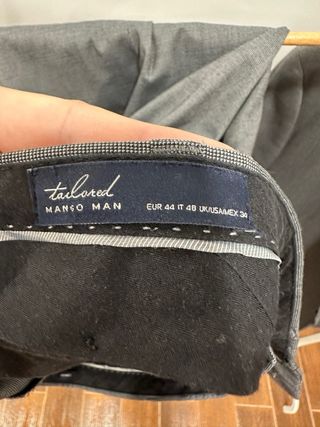 tailored
MANGO MAN
EUR 44 IT 48 UK/USA/MEX 34